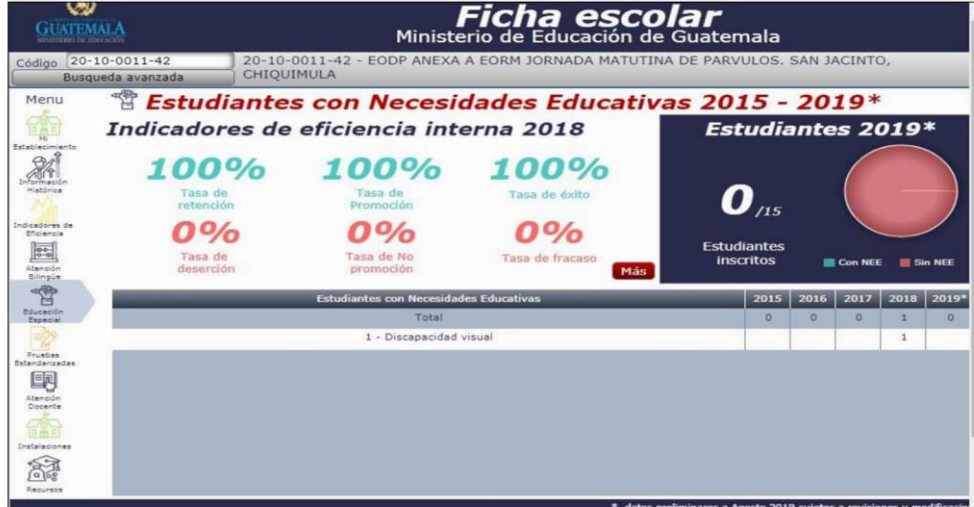 GUATEMALA
MINISTERIO DE EDUCACIÓN
Ficha escolar
Ministerio de Educación de Guatemala
Código 20-10-0011-42
Busqueda avanzada
20-10-0011-42 - EODP ANEXA A EORM JORNADA MATUTINA DE PARVULOS. SAN JACINTO,
CHIQUIMULA
Menu
Mi
Establecimiento
Información
Histórica
Indicadores de
Eficiencia
Atención
Bilingüe
Educación
Especial
Pruebas
Estandarizadas
Atención
Docente
Instalaciones
Recursos
Estudiantes con Necesidades Educativas 2015 - 2019*
Indicadores de eficiencia interna 2018
100% 100% 100%
Tasa de
retención
Tasa de
Promoción
Tasa de éxito
0% 0% 0%
Tasa de
deserción
Tasa de No
promoción
Tasa de fracaso
Más
Estudiantes 2019*
0 /15
Estudiantes
inscritos
Con NEE Sin NEE
Estudiantes con Necesidades Educativas 2015 2016 2017 2018 2019*
Total 0 0 0 1 0
1 - Discapacidad visual 1